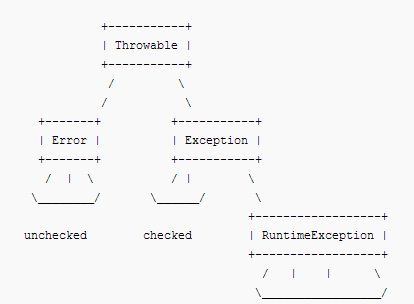 Throwable
Error Exception
unchecked checked RuntimeException